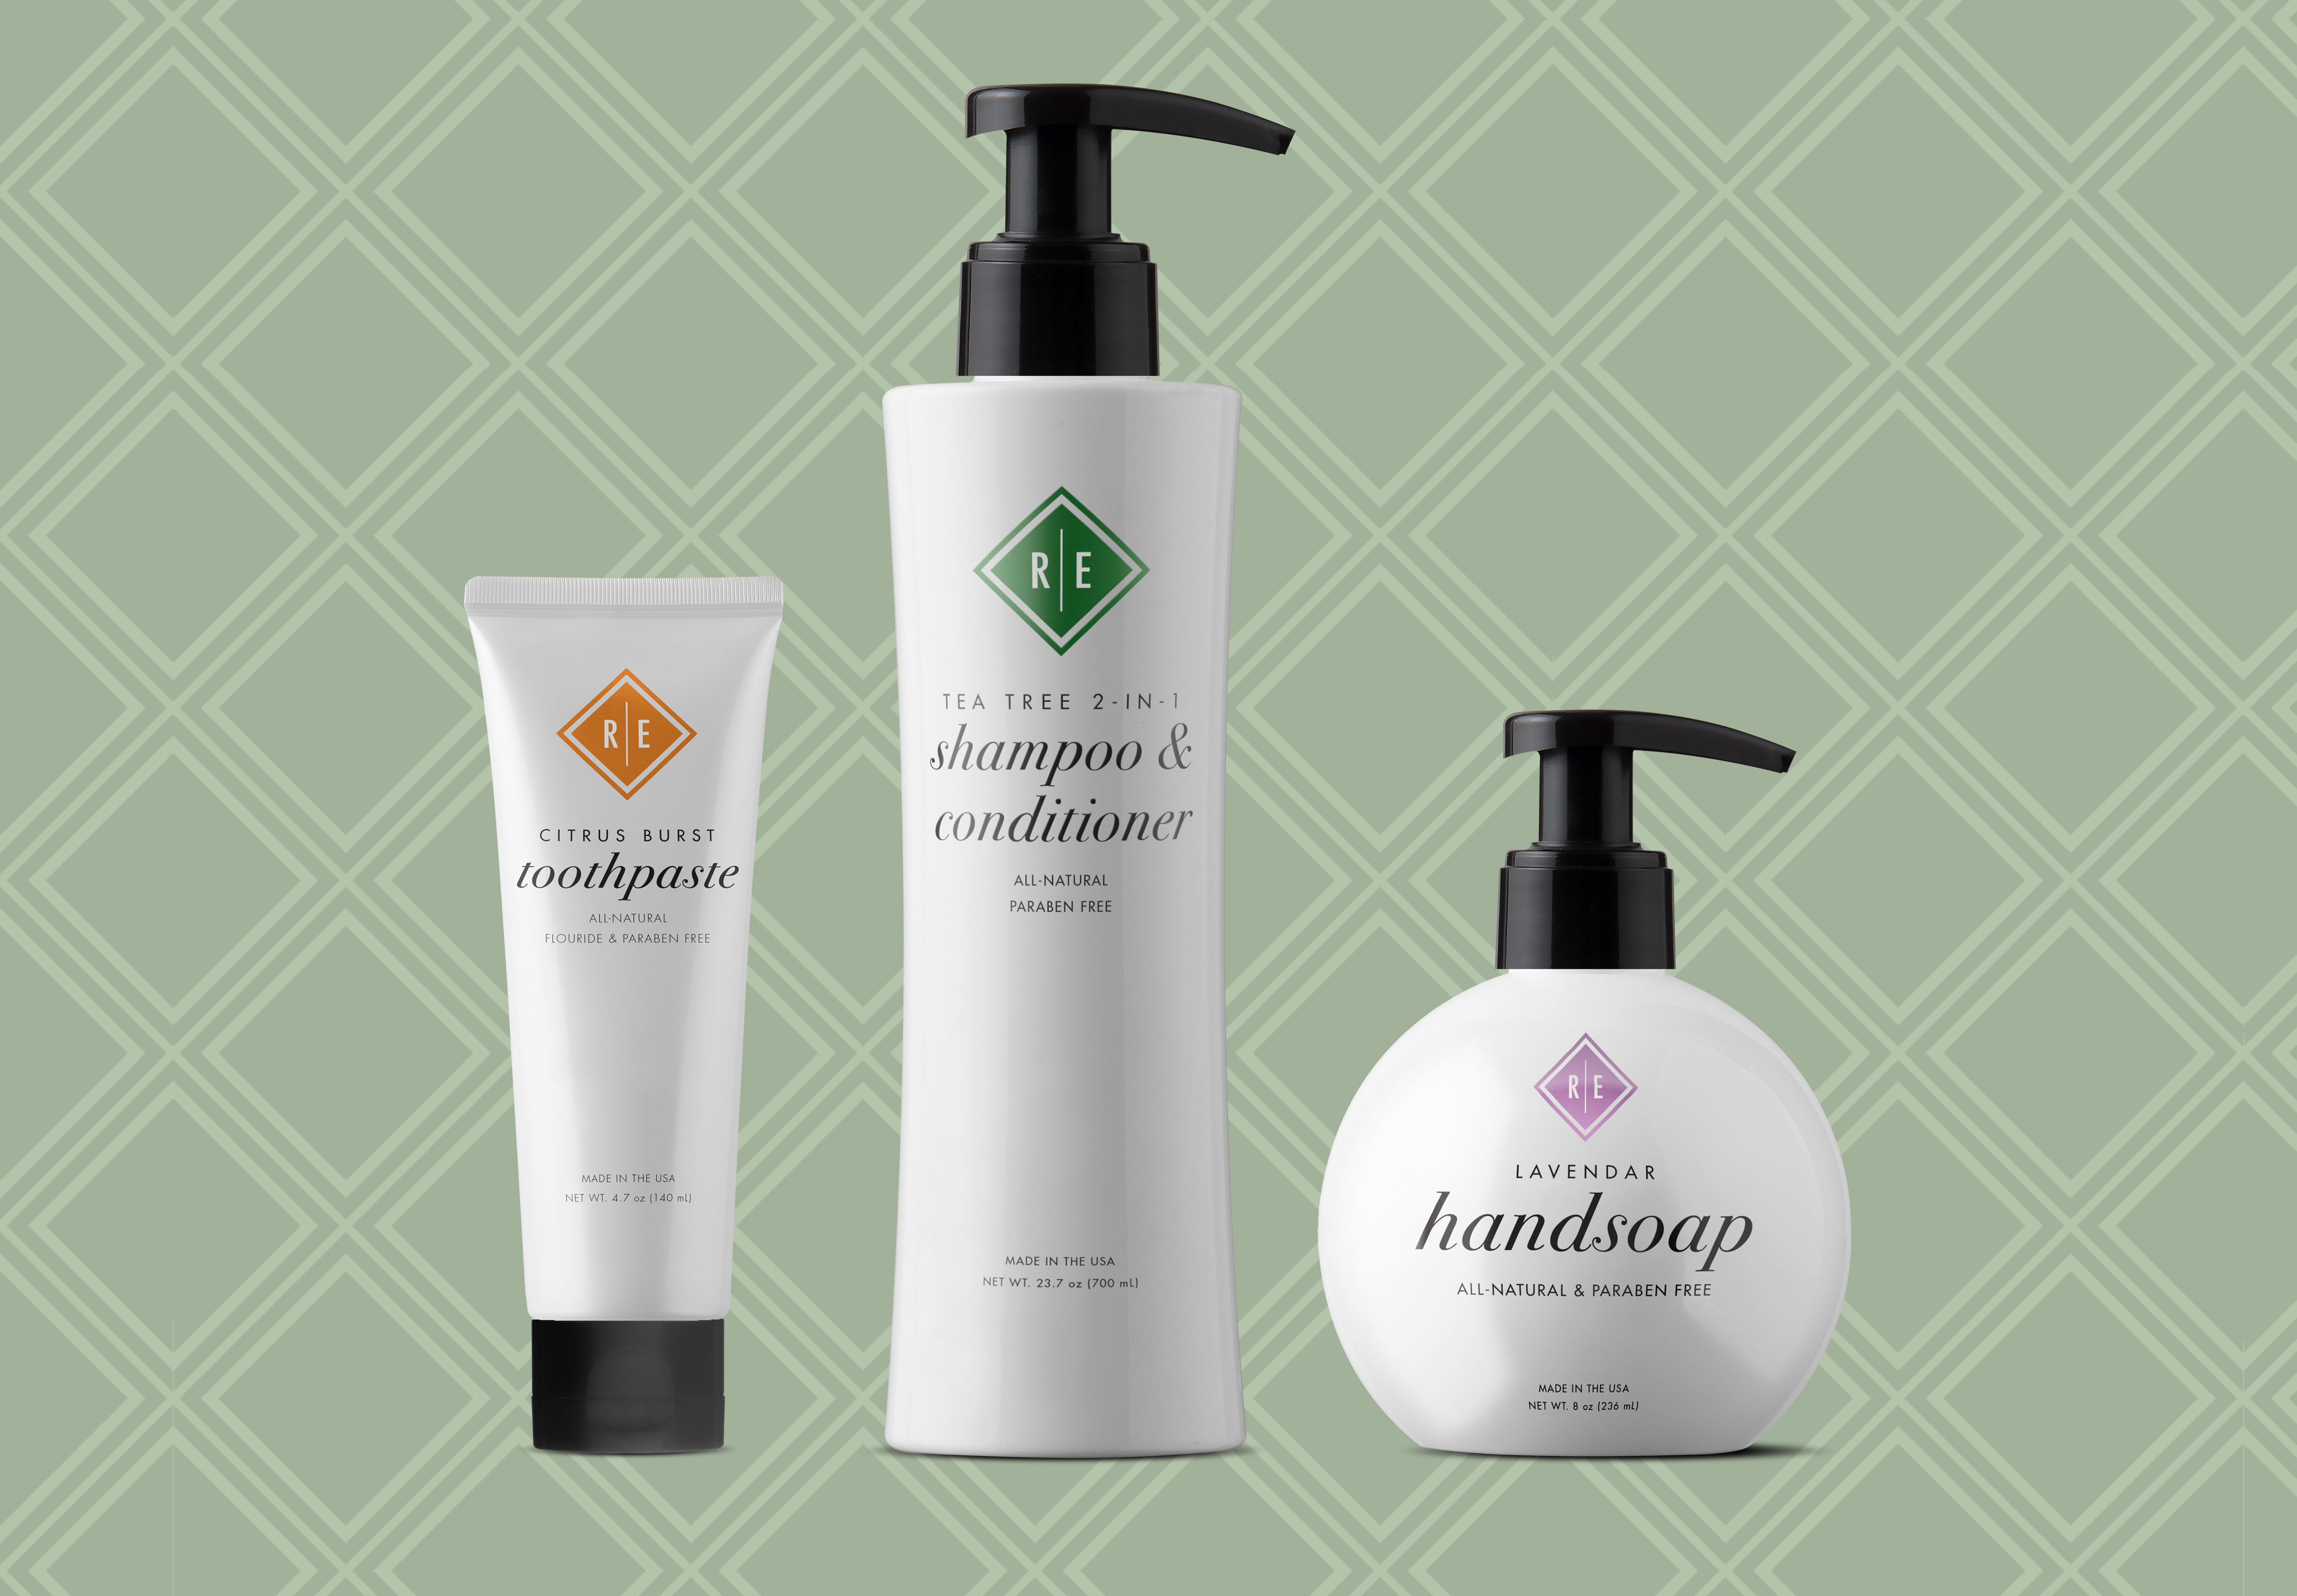 R|E
CITRUS BURST
toothpaste
ALL-NATURAL
FLOURIDE & PARABEN FREE
MADE IN THE USA
NET WT. 4.7 oz (140 mL)
R|E
TEA TREE 2-IN-1
shampoo &
conditioner
ALL-NATURAL
PARABEN FREE
MADE IN THE USA
NET WT. 23.7 oz (700 mL)
R|E
LAVENDAR
handsoap
ALL-NATURAL & PARABEN FREE
MADE IN THE USA
NET WT. 8 oz (236 mL)